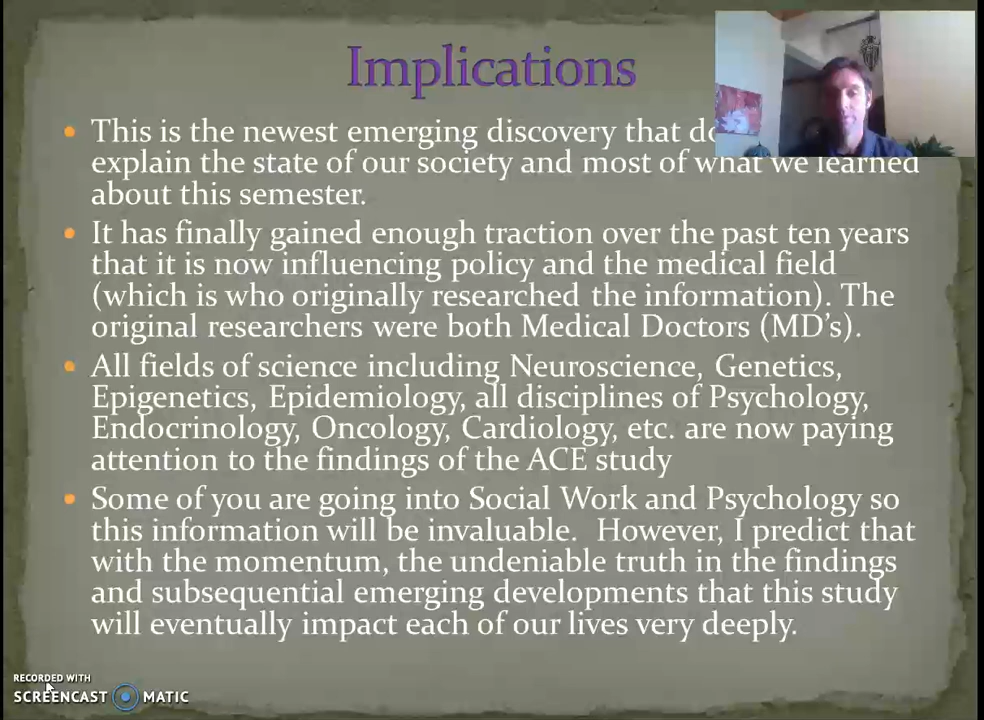 Implications
• This is the newest emerging discovery that
explain the state of our society and most of what we learned
about this semester.
• It has finally gained enough traction over the past ten years
that it is now influencing policy and the medical field
(which is who originally researched the information). The
original researchers were both Medical Doctors (MD's).
• All fields of science including Neuroscience, Genetics,
Epigenetics, Epidemiology, all disciplines of Psychology,
Endocrinology, Oncology, Cardiology, etc. are now paying
attention to the findings of the ACE study
• Some of you are going into Social Work and Psychology so
this information will be invaluable. However, I predict that
with the momentum, the undeniable truth in the findings
and subsequential emerging developments that this study
will eventually impact each of our lives very deeply.
RECORDED WITH
SCREENCAST MATIC